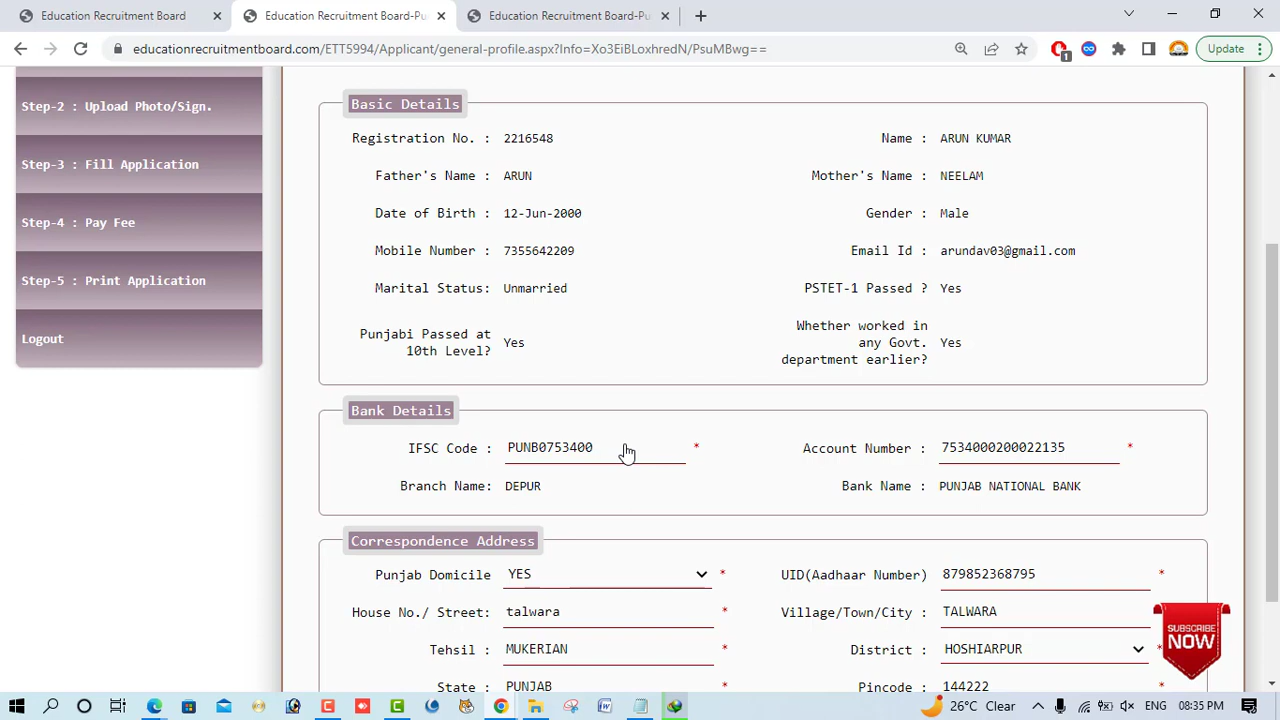 Education Recruitment Board
Education Recruitment Board-Pu
Education Recruitment Board-Pu
educationrecruitmentboard.com/ETT5994/Applicant/general-profile.aspx?Info=Xo3EiBLoxhredN/PsuMBwg==
1
Update
Step-2 : Upload Photo/Sign.
Step-3 : Fill Application
Step-4 : Pay Fee
Step-5 : Print Application
Logout
Basic Details
Registration No. : 2216548
Name : ARUN KUMAR
Father's Name : ARUN
Mother's Name : NEELAM
Date of Birth : 12-Jun-2000
Gender : Male
Mobile Number : 7355642209
Email Id : arundav03@gmail.com
Marital Status: Unmarried
PSTET-1 Passed ? Yes
Punjabi Passed at
10th Level? Yes
Whether worked in
any Govt. Yes
department earlier?
Bank Details
IFSC Code : PUNB0753400 *
Account Number : 7534000200022135 *
Branch Name: DEPUR
Bank Name : PUNJAB NATIONAL BANK
Correspondence Address
Punjab Domicile YES *
UID(Aadhaar Number) 879852368795 *
House No./ Street: talwara *
Village/Town/City : TALWARA
Tehsil : MUKERIAN *
District : HOSHIARPUR *
State : PUNJAB *
Pincode : 144222
SUBSCRIBE
NOW
26°C Clear
ENG
08:35 PM